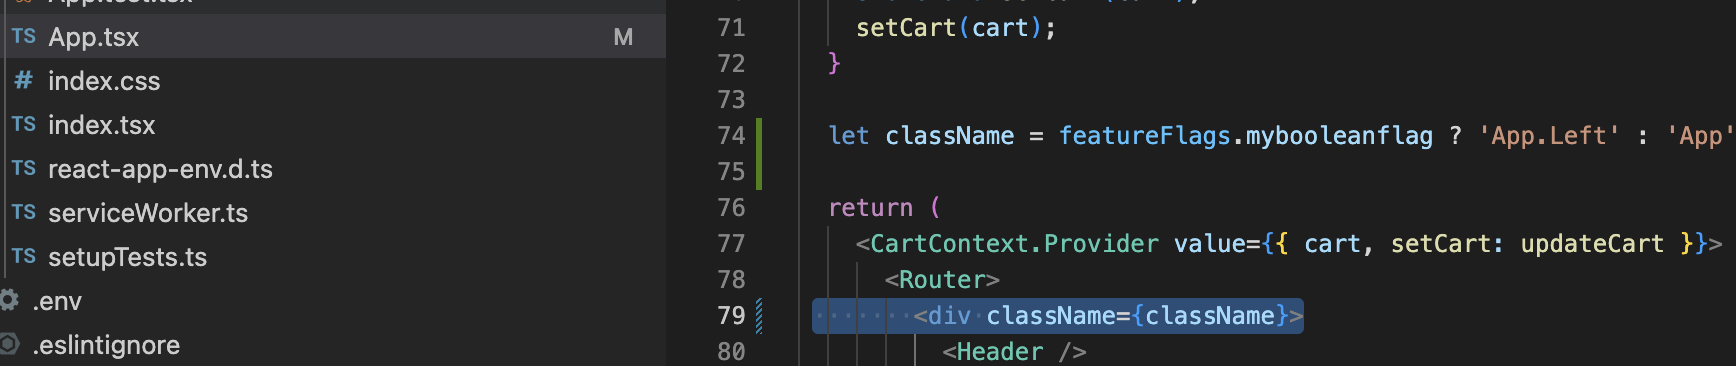 TS App.tsx M
# index.css
TS index.tsx
TS react-app-env.d.ts
TS serviceWorker.ts
TS setupTests.ts
.env
.eslintignore
71 setCart(cart);
72 }
73
74 let className = featureFlags.mybooleanflag ? 'App.Left' : 'App'
75
76 return (
77 <CartContext.Provider value={{ cart, setCart: updateCart }}>
78 <Router>
79 <div className={className}>
80 <Header />